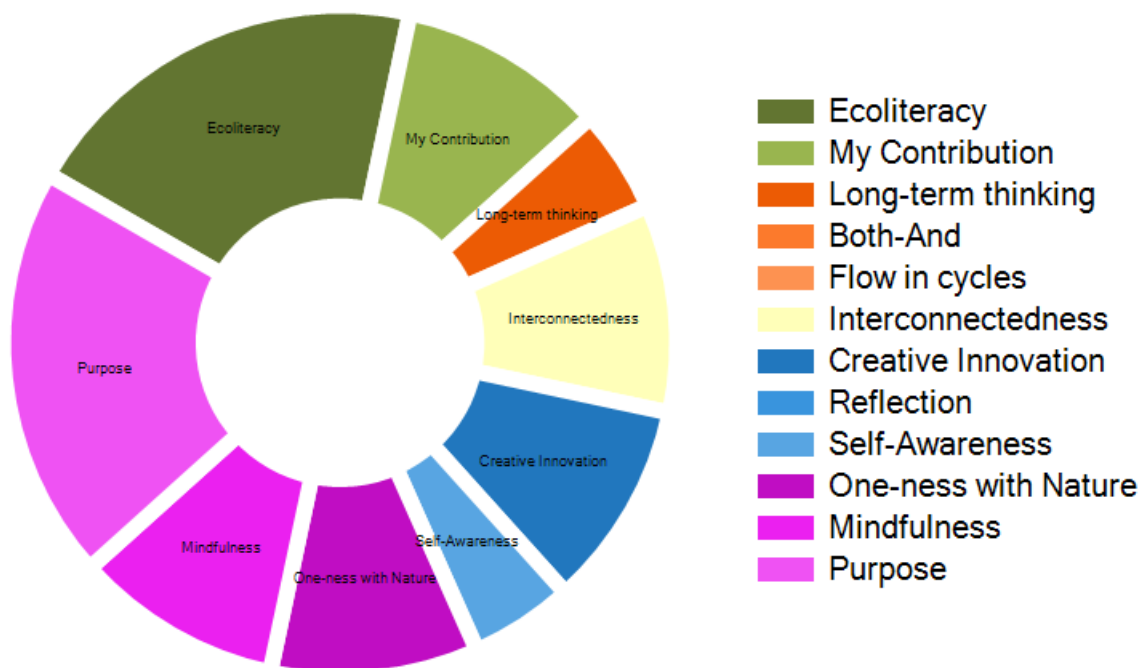 Ecoliteracy
My Contribution
Long-term thinking
Interconnectedness
Creative Innovation
Self-Awareness
One-ness with Nature
Mindfulness
Purpose
Ecoliteracy
My Contribution
Long-term thinking
Both-And
Flow in cycles
Interconnectedness
Creative Innovation
Reflection
Self-Awareness
One-ness with Nature
Mindfulness
Purpose